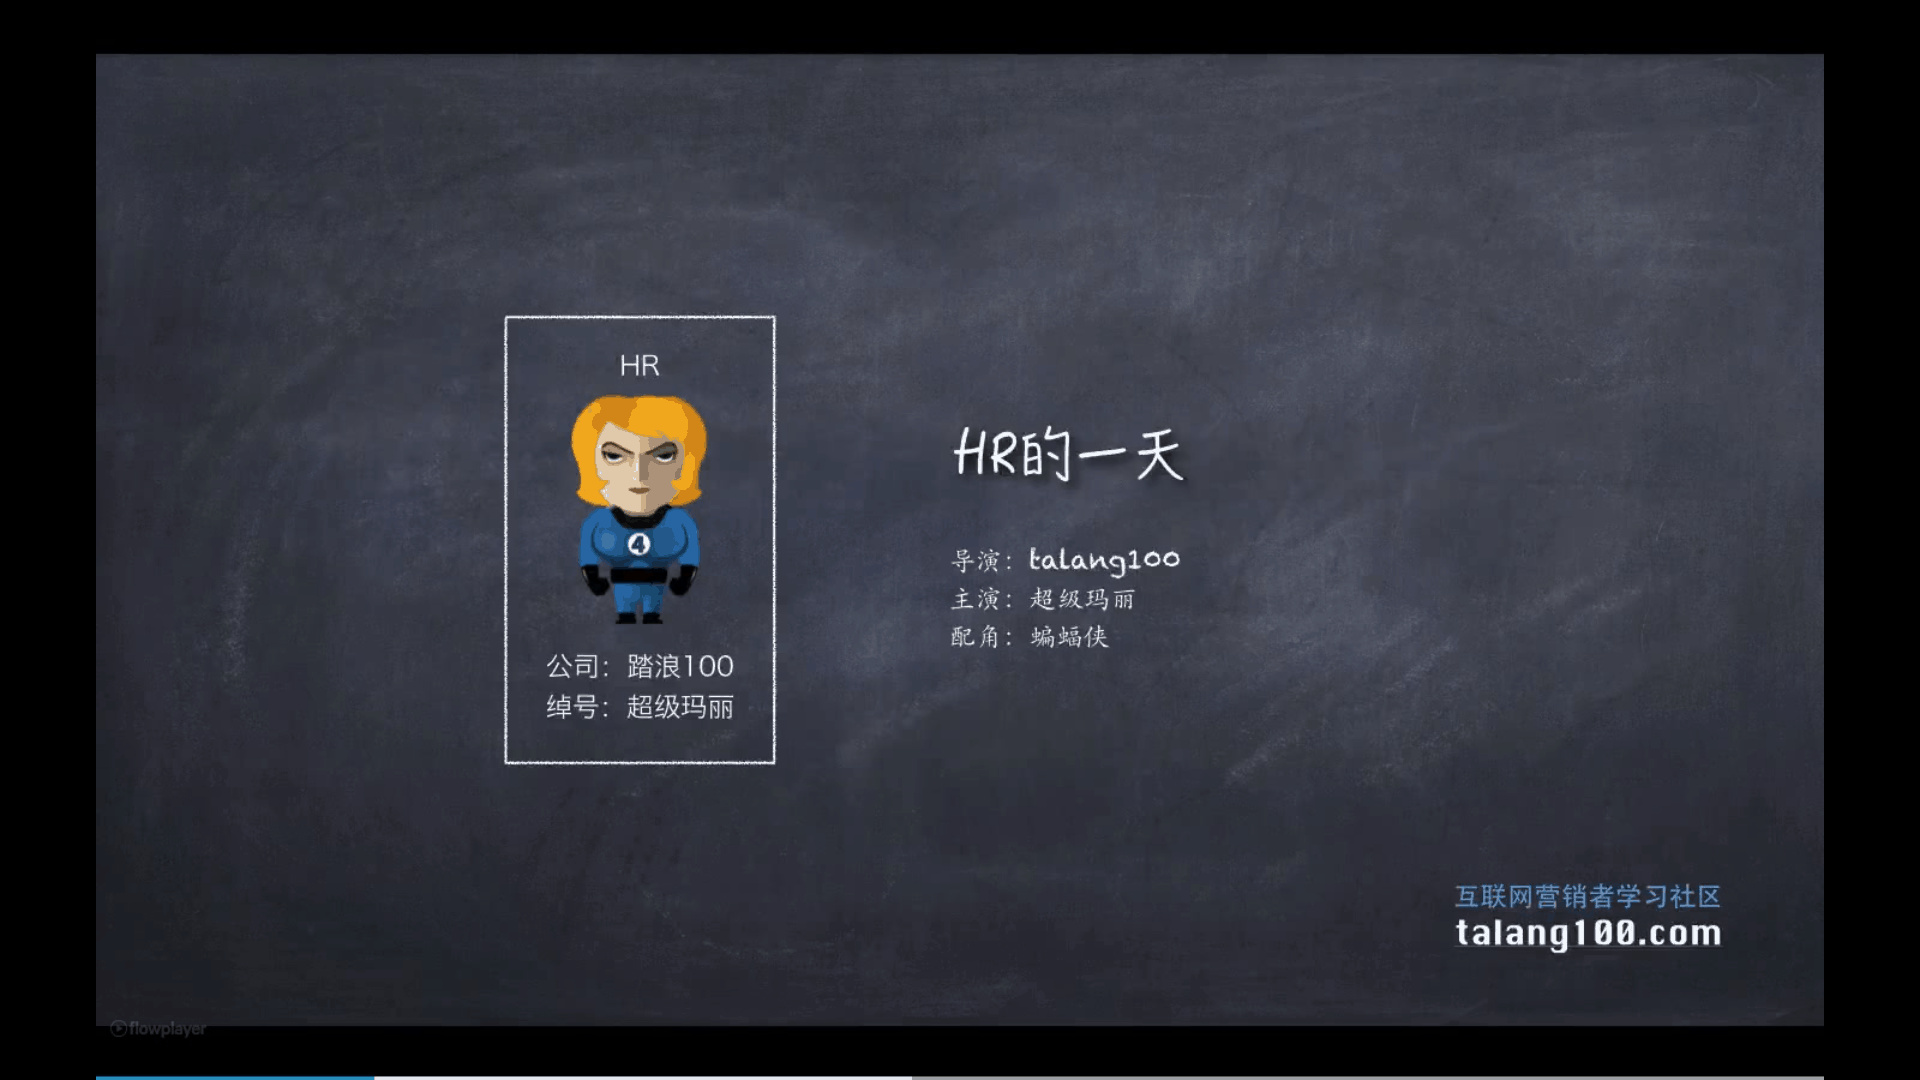 HR
4
公司：踏浪100
绰号：超级玛丽
HR的一天
导演：talang100
主演：超级玛丽
配角：蝙蝠侠
互联网营销者学习社区
talang100.com
flowplayer